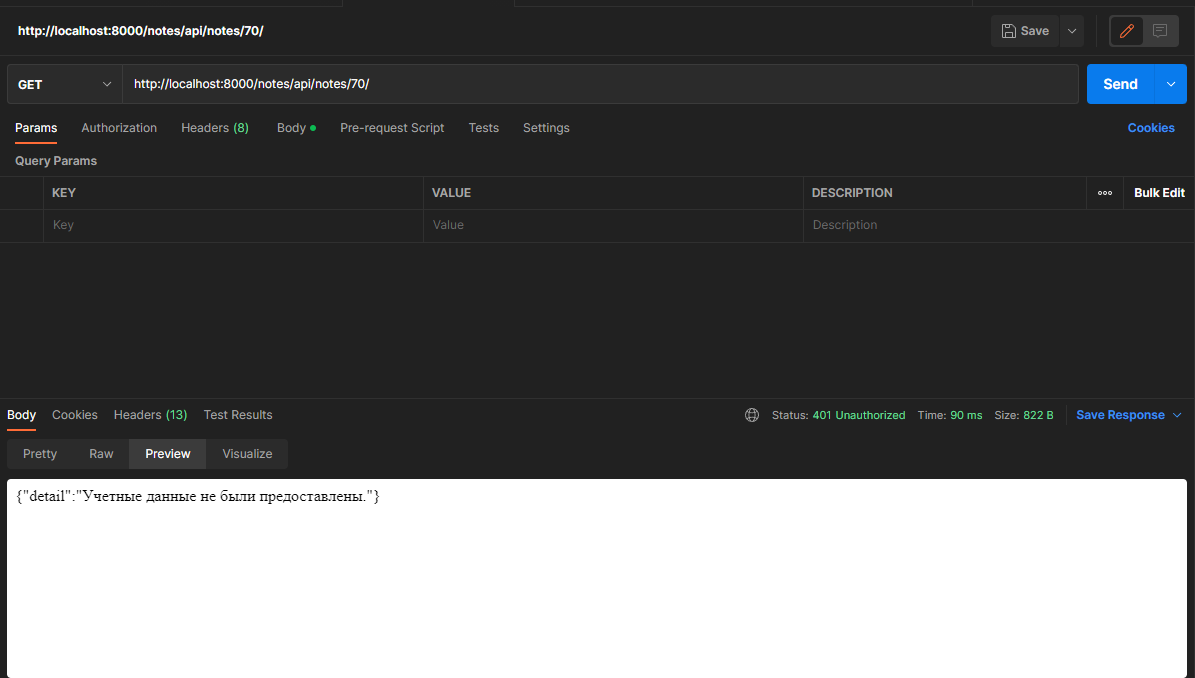 http://localhost:8000/notes/api/notes/70/
Save
GET http://localhost:8000/notes/api/notes/70/ Send
Params Authorization Headers (8) Body Pre-request Script Tests Settings Cookies
Query Params
KEY VALUE DESCRIPTION Bulk Edit
Key Value Description
Body Cookies Headers (13) Test Results Status: 401 Unauthorized Time: 90 ms Size: 822 B Save Response
Pretty Raw Preview Visualize
{"detail":"Учетные данные не были предоставлены."}